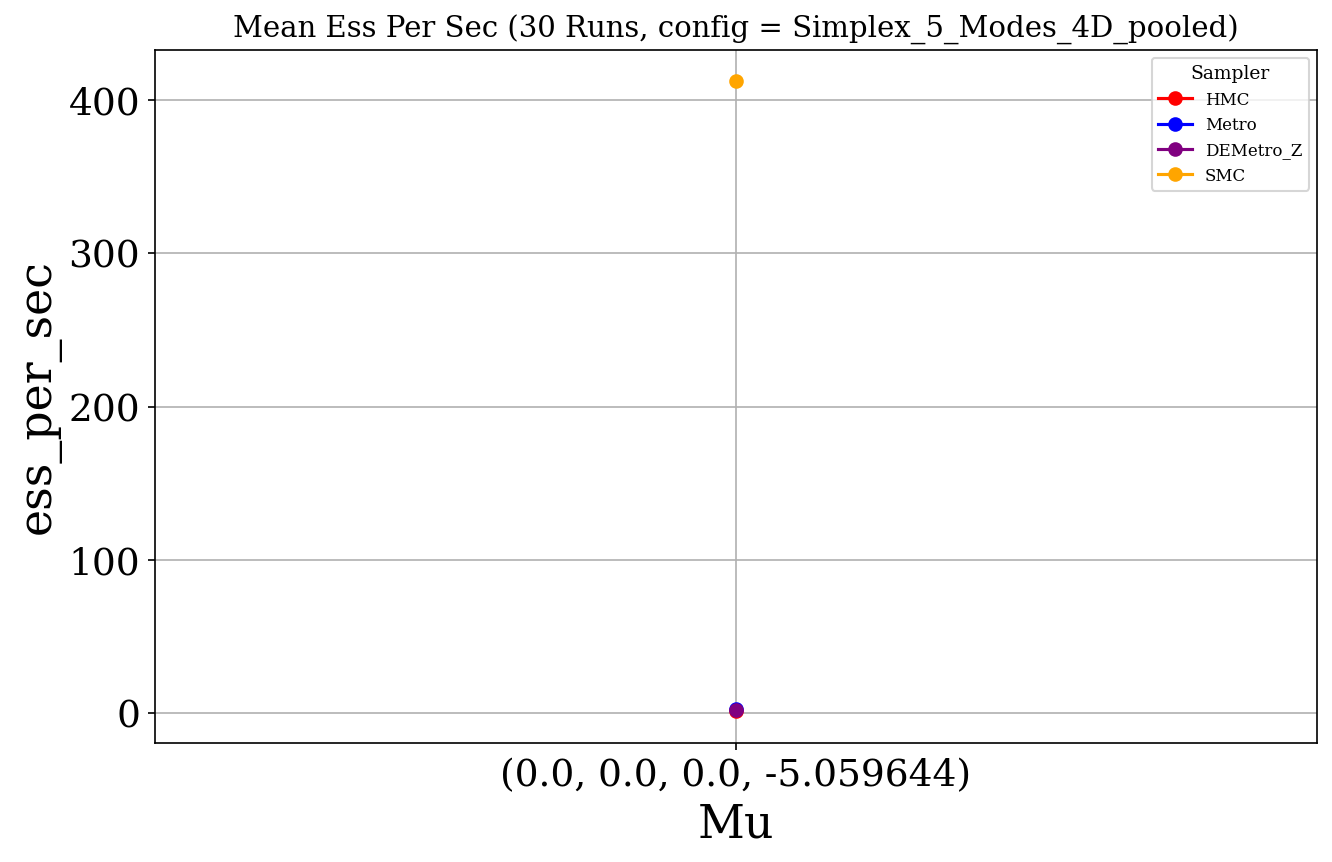 Mean Ess Per Sec (30 Runs, config = Simplex_5_Modes_4D_pooled)
Sampler
HMC
Metro
DEMetro_Z
SMC
ess_per_sec
400
300
200
100
0
(0.0, 0.0, 0.0, -5.059644)
Mu